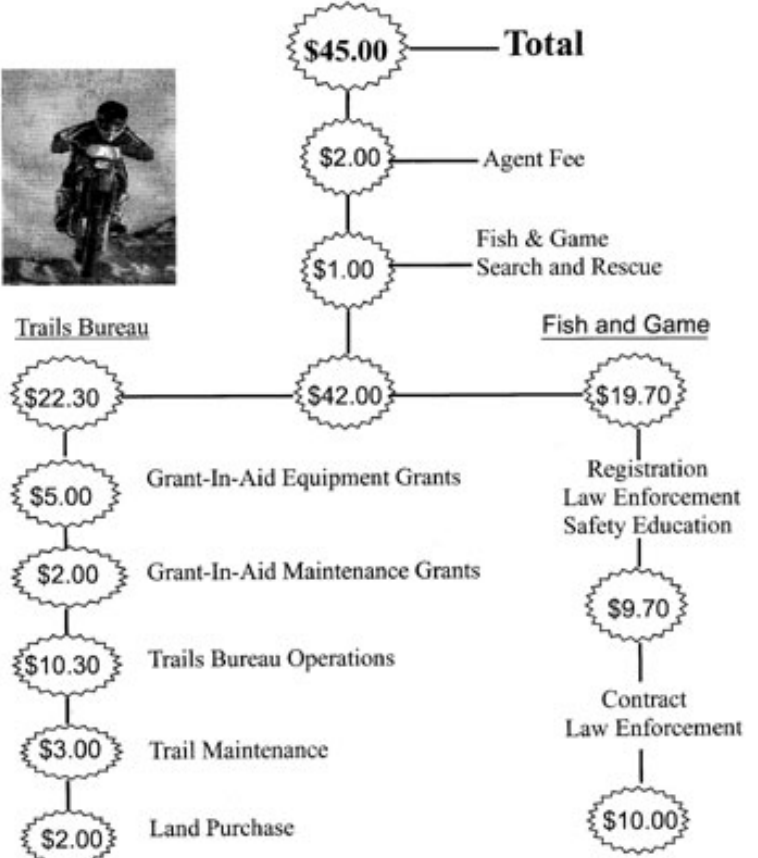 $45.00 Total
$2.00 Agent Fee
Fish & Game
$1.00 Search and Rescue
Trails Bureau
Fish and Game
$22.30 $42.00 $19.70
$5.00 Grant-In-Aid Equipment Grants
$2.00 Grant-In-Aid Maintenance Grants
$10.30 Trails Bureau Operations
$3.00 Trail Maintenance
$2.00 Land Purchase
Registration
Law Enforcement
Safety Education
$9.70
Contract
Law Enforcement
$10.00